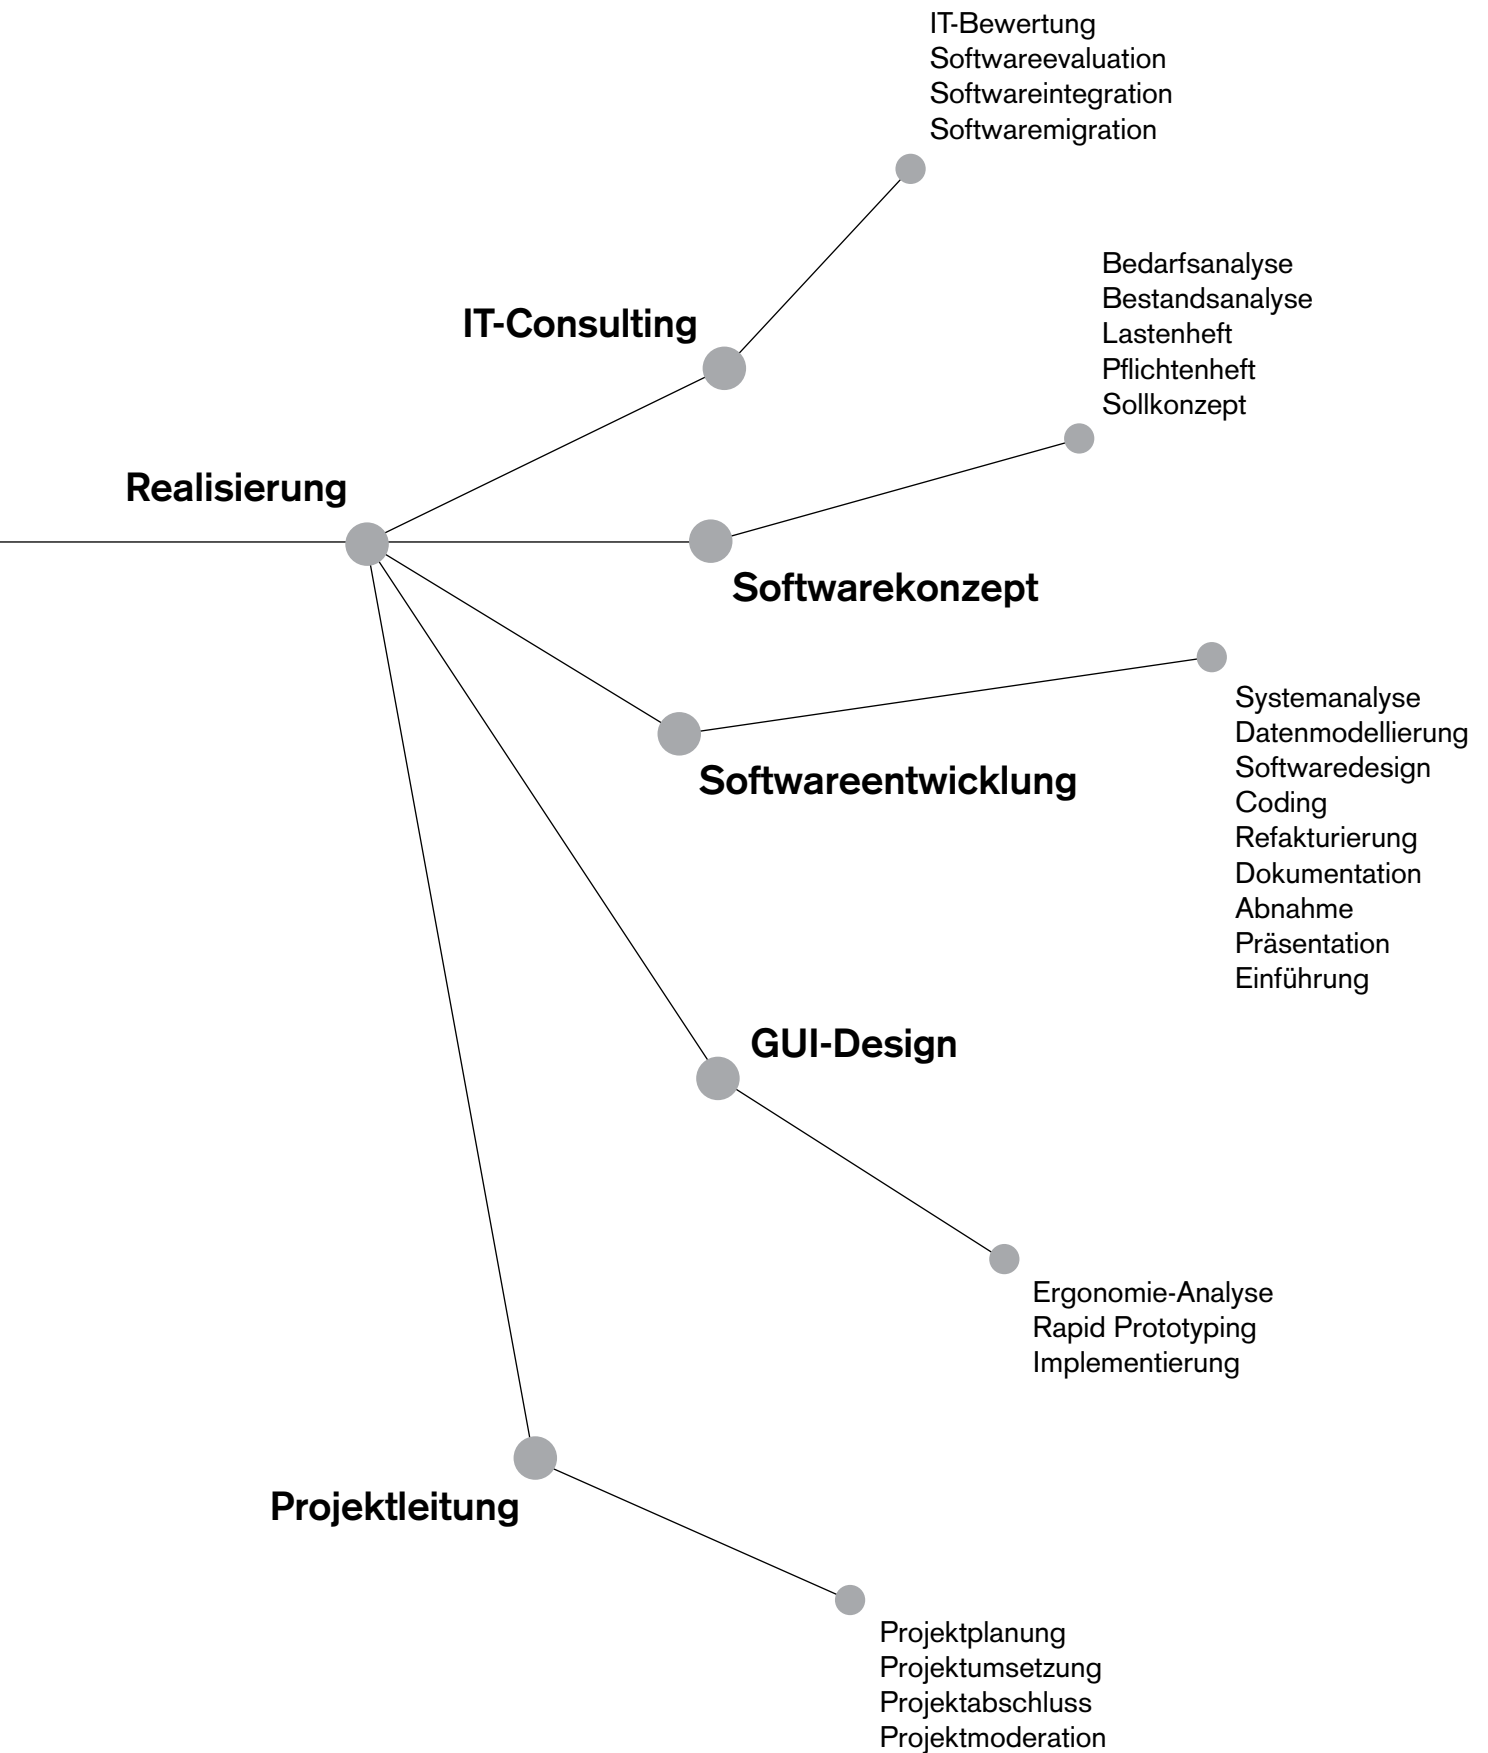 IT-Bewertung
Softwareevaluation
Softwareintegration
Softwaremigration
Bedarfsanalyse
Bestandsanalyse
Lastenheft
Pflichtenheft
Sollkonzept
IT-Consulting
Realisierung
Softwarekonzept
Softwareentwicklung
Systemanalyse
Datenmodellierung
Softwaredesign
Coding
Refakturierung
Dokumentation
Abnahme
Präsentation
Einführung
GUI-Design
Ergonomie-Analyse
Rapid Prototyping
Implementierung
Projektleitung
Projektplanung
Projektumsetzung
Projektabschluss
Projektmoderation